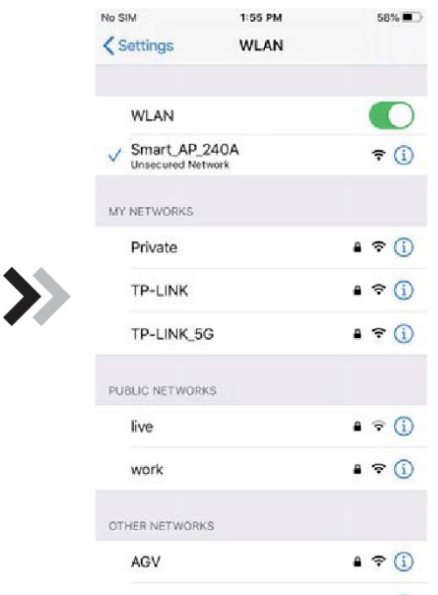 No SIM 1:55 PM 58%
Settings WLAN
WLAN
Smart_AP_240A
Unsecured Network
MY NETWORKS
Private
TP-LINK
TP-LINK_5G
PUBLIC NETWORKS
live
work
OTHER NETWORKS
AGV